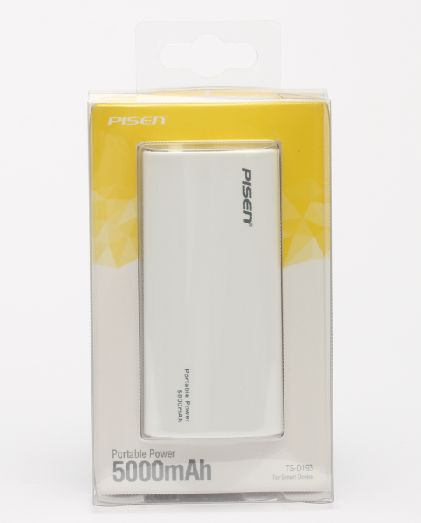 PISEN
PISEN
Portable Power
5000mAh
Portable Power
5000mAh
TS-D193
For Smart Device